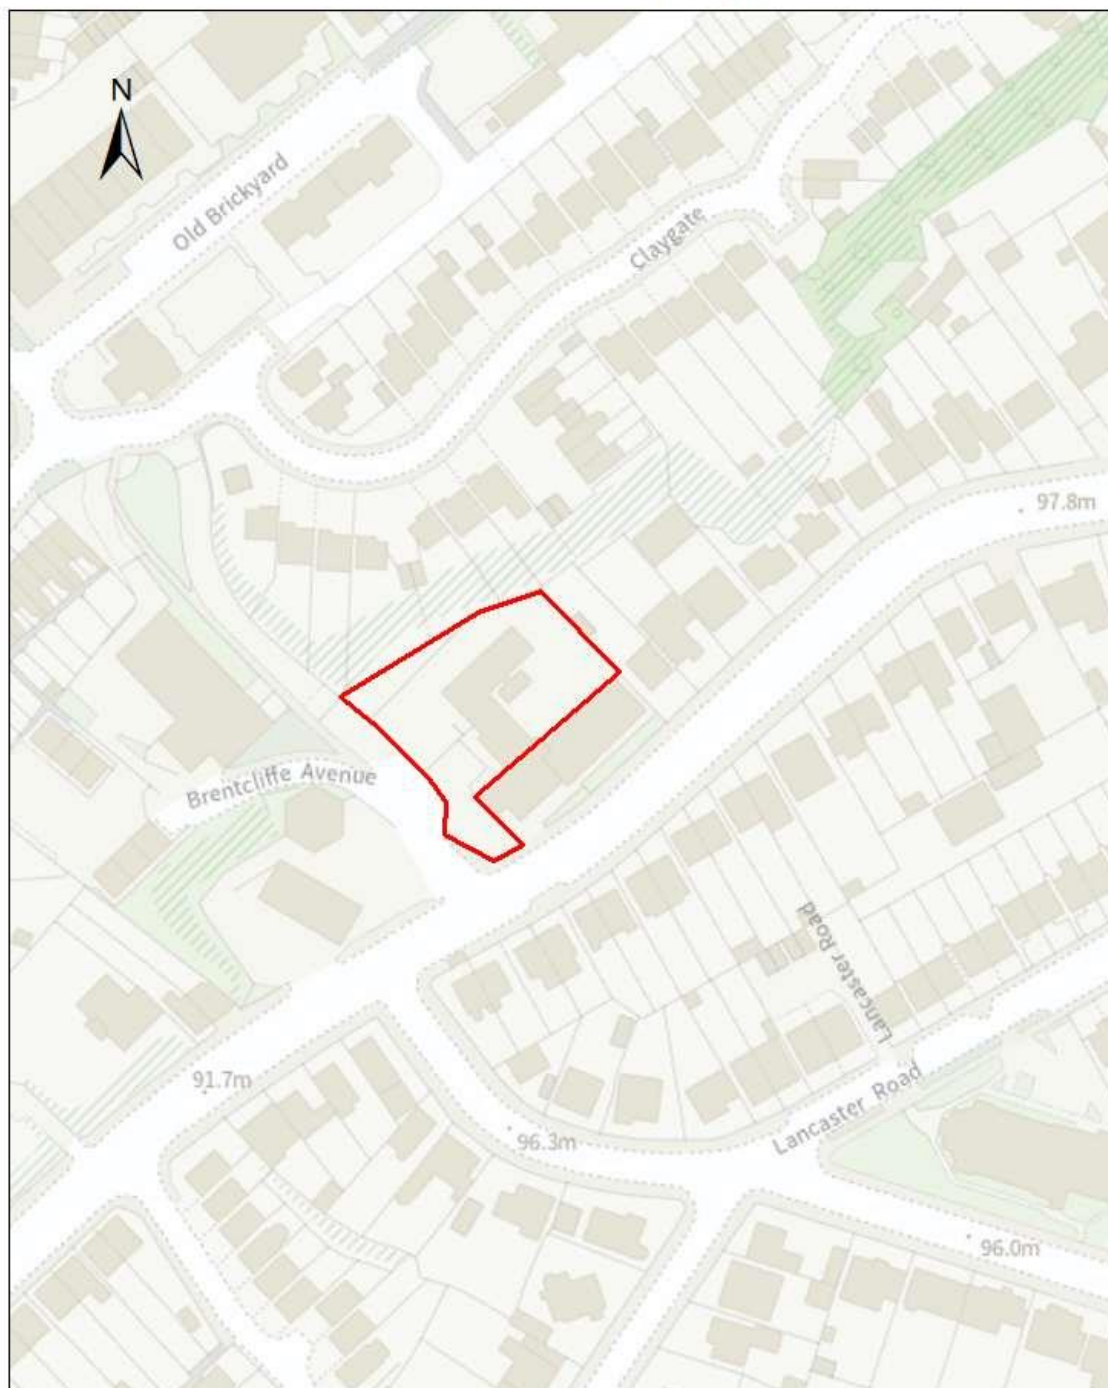 N
Old Brickyard
Claygate
97.8m
Brentcliffe Avenue
Lancaster Road
91.7m
Lancaster Road
96.3m
96.0m